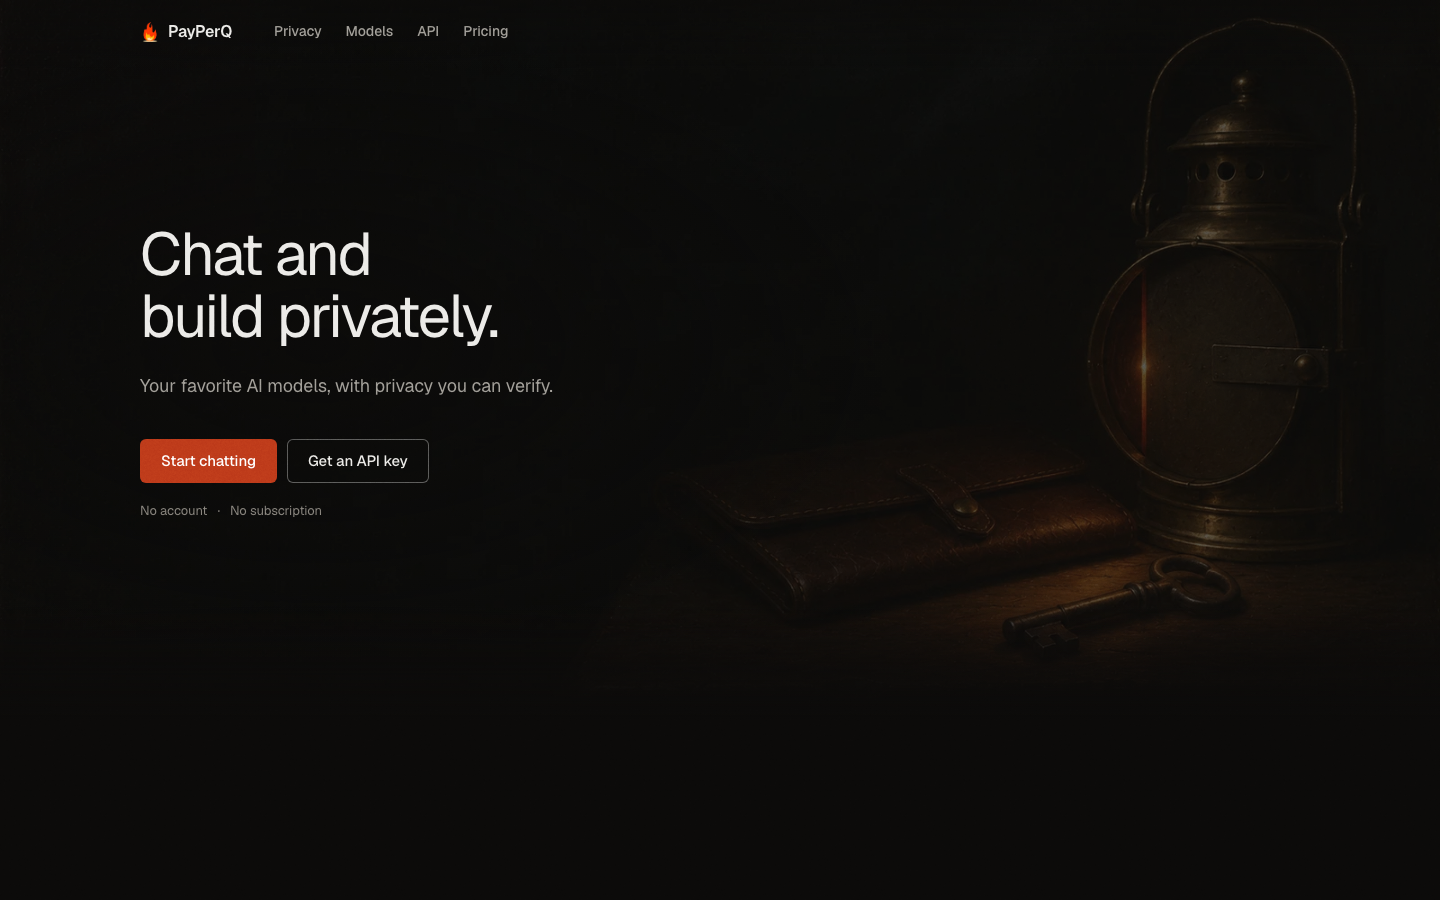 PayPerQ
Privacy
Models
API
Pricing
Chat and
build privately.
Your favorite AI models, with privacy you can verify.
Start chatting
Get an API key
No account · No subscription